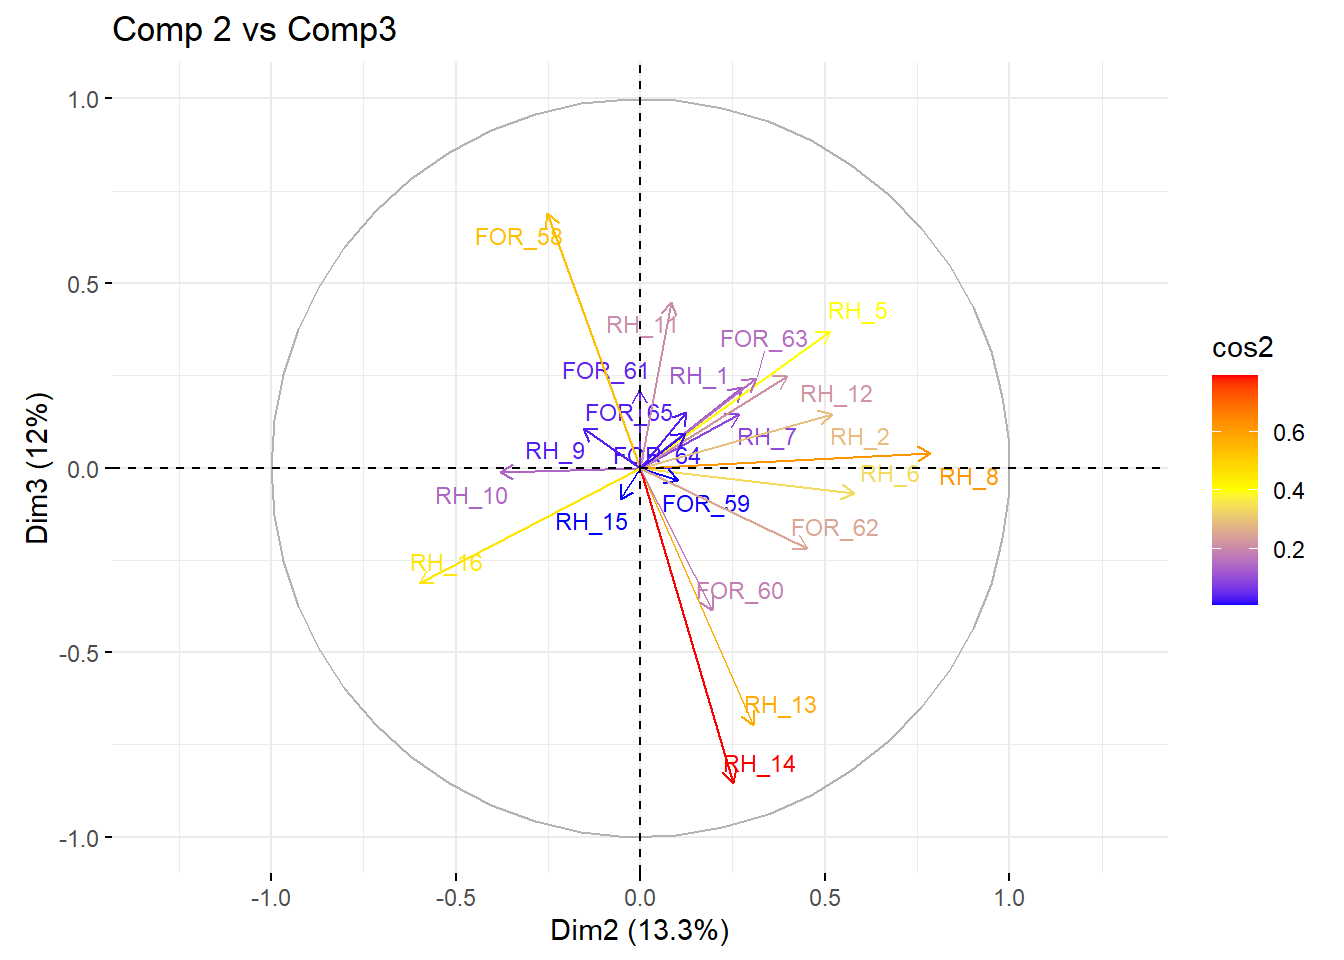 Comp 2 vs Comp3
1.0
0.5
0.0
-0.5
-1.0
Dim3 (12%)
FOR_58
RH_11
RH_5
FOR_63
FOR_61
RH_1
RH_12
FOR_65
RH_7
RH_2
RH_9
FOR_64
RH_6
RH_8
RH_10
FOR_59
RH_15
FOR_62
RH_16
FOR_60
RH_13
RH_14
-1.0
-0.5
0.0
0.5
1.0
Dim2 (13.3%)
cos2
0.6
0.4
0.2